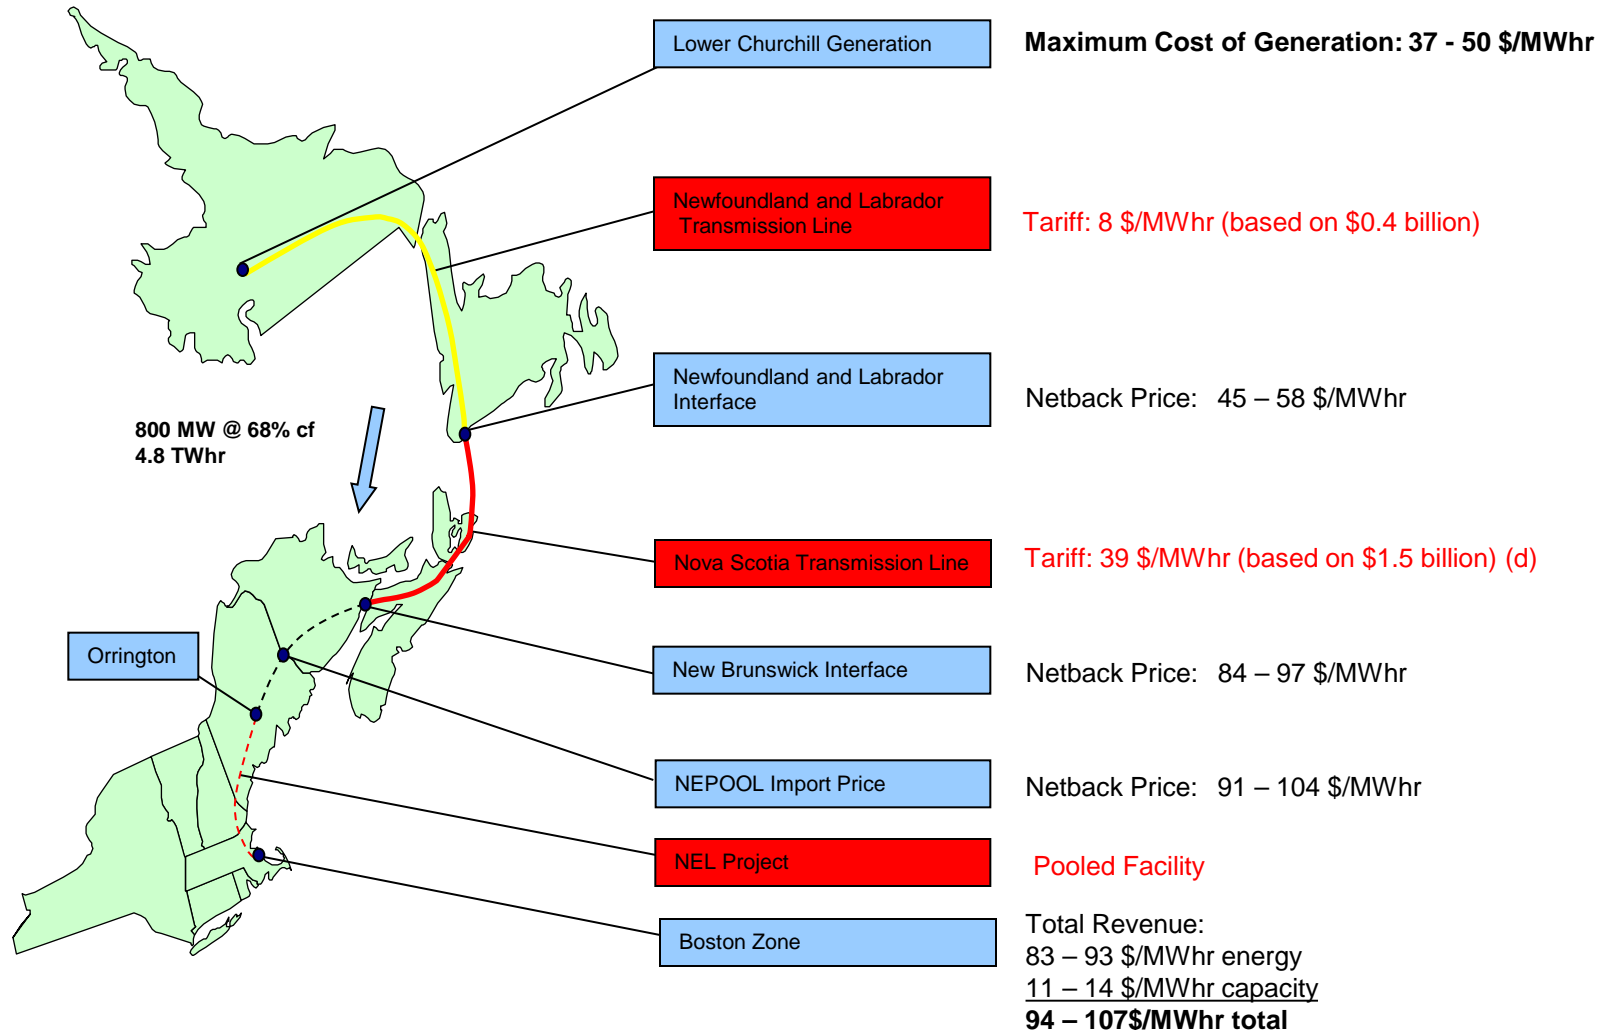 Lower Churchill Generation
Maximum Cost of Generation: 37 - 50 $/MWhr
Newfoundland and Labrador
Transmission Line
Tariff: 8 $/MWhr (based on $0.4 billion)
Newfoundland and Labrador
Interface
Netback Price: 45 – 58 $/MWhr
800 MW @ 68% cf
4.8 TWhr
Nova Scotia Transmission Line
Tariff: 39 $/MWhr (based on $1.5 billion) (d)
Orrington
New Brunswick Interface
Netback Price: 84 – 97 $/MWhr
NEPOOL Import Price
Netback Price: 91 – 104 $/MWhr
NEL Project
Pooled Facility
Boston Zone
Total Revenue:
83 – 93 $/MWhr energy
11 – 14 $/MWhr capacity
94 – 107$/MWhr total